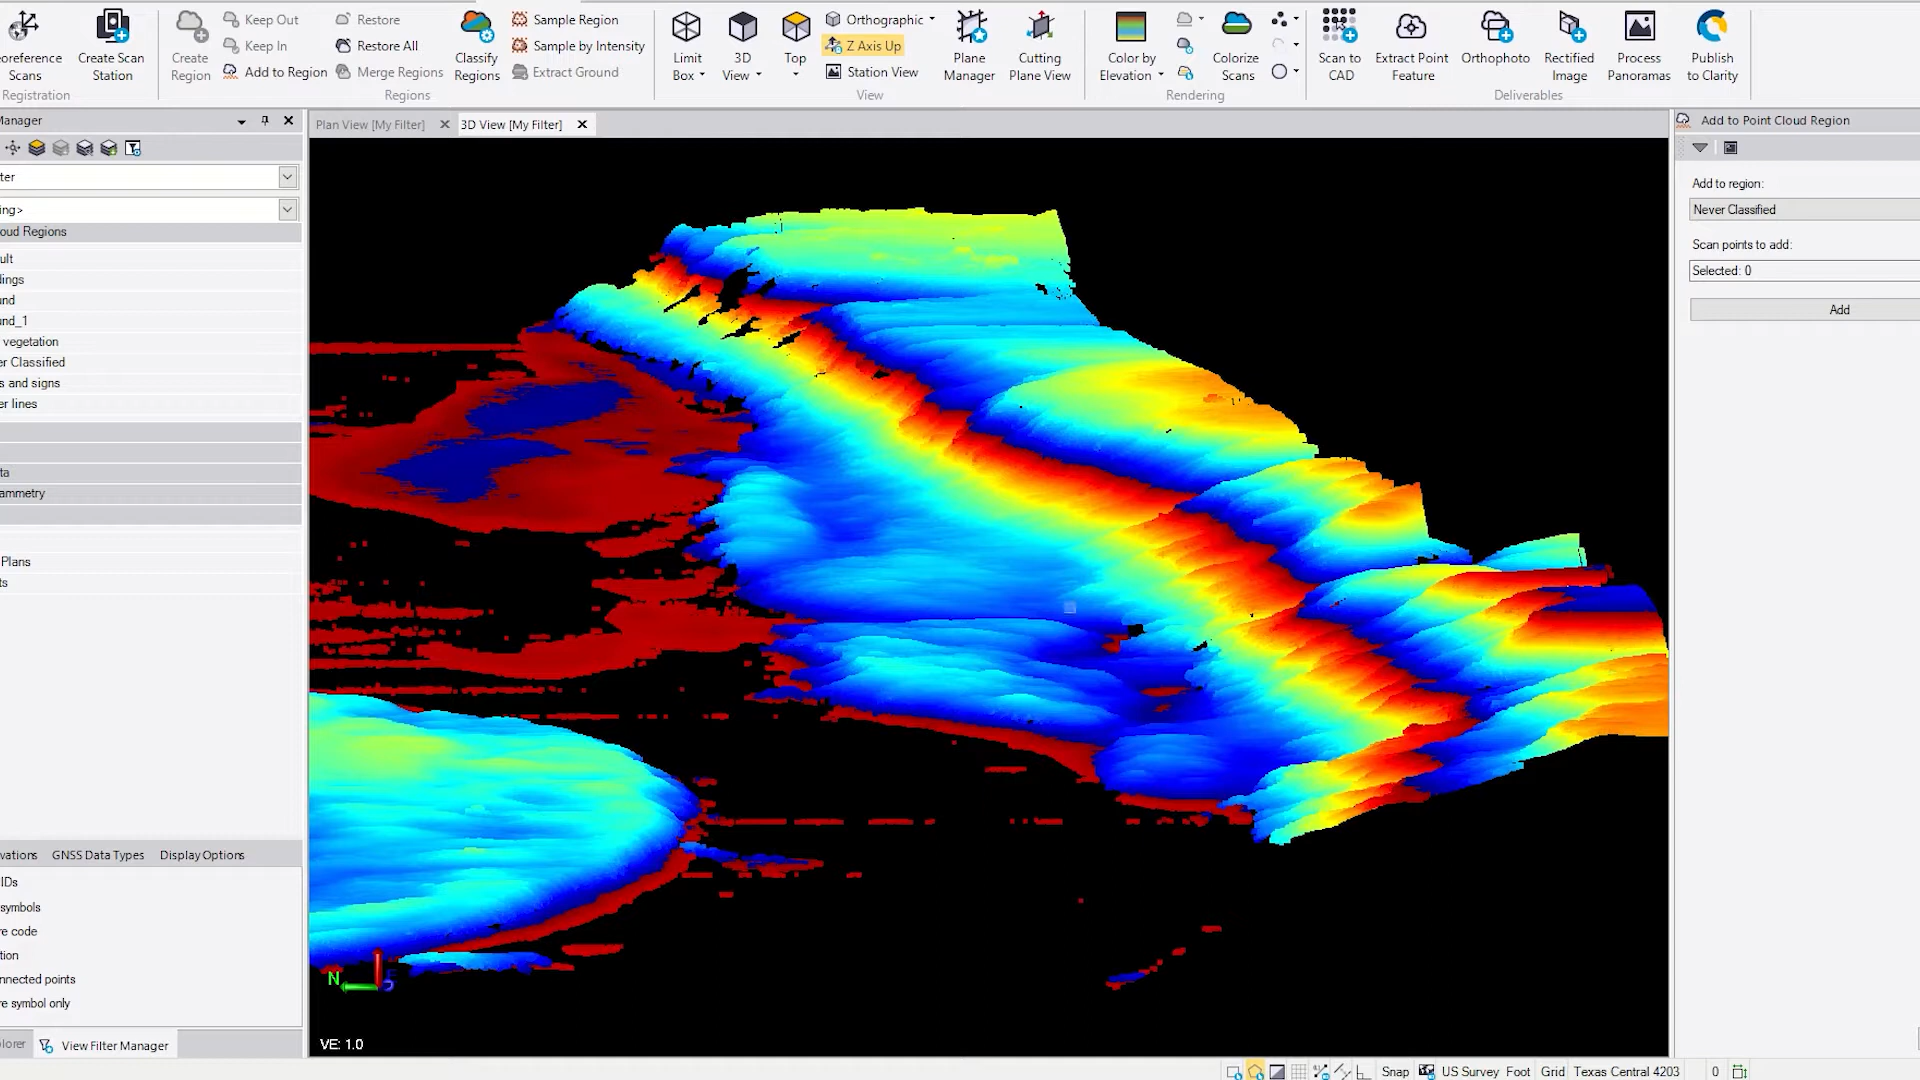 Keep Out
Restore
Sample Region
Orthographic
Keep In
Restore All
Sample by Intensity
Z Axis Up
eoreference
Scans
Create Scan
Station
Create
Region
Add to Region
Merge Regions
Classify
Regions
Extract Ground
Limit
Box
3D
View
Top
Station View
Plane
Manager
Cutting
Plane View
Color by
Elevation
Colorize
Scans
Scan to
CAD
Extract Point
Feature
Orthophoto
Rectified
Image
Process
Panoramas
Publish
to Clarity
Registration
Regions
View
Rendering
Deliverables
Manager
Plan View [My Filter]
3D View [My Filter]
Add to Point Cloud Region
ter
ing>
oud Regions
ult
dings
und
und_1
vegetation
er Classified
s and signs
er lines
ta
ammetry
Plans
ts
Add to region:
Never Classified
Scan points to add:
Selected: 0
Add
vations
GNSS Data Types
Display Options
IDs
symbols
re code
tion
nnected points
re symbol only
lorer
View Filter Manager
N
VE: 1.0
Snap
US Survey Foot
Grid
Texas Central 4203
0